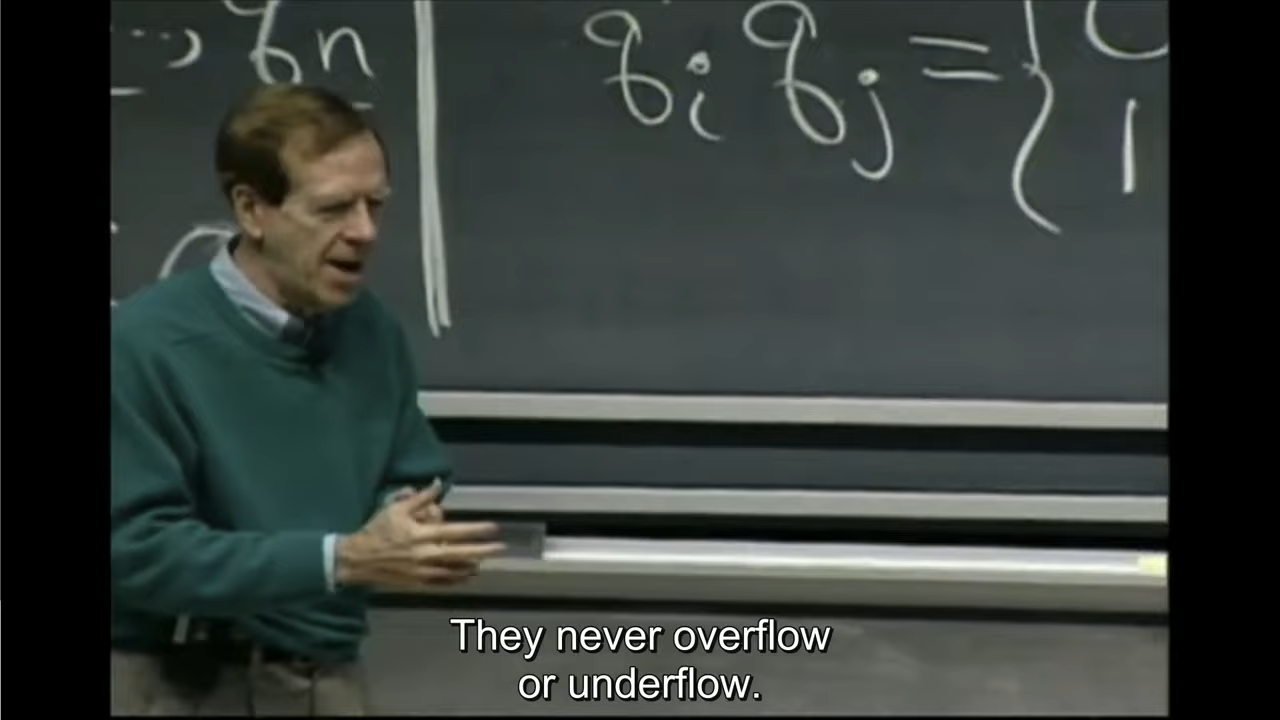 ..., qn
qi qj = { 0
1
They never overflow
or underflow.